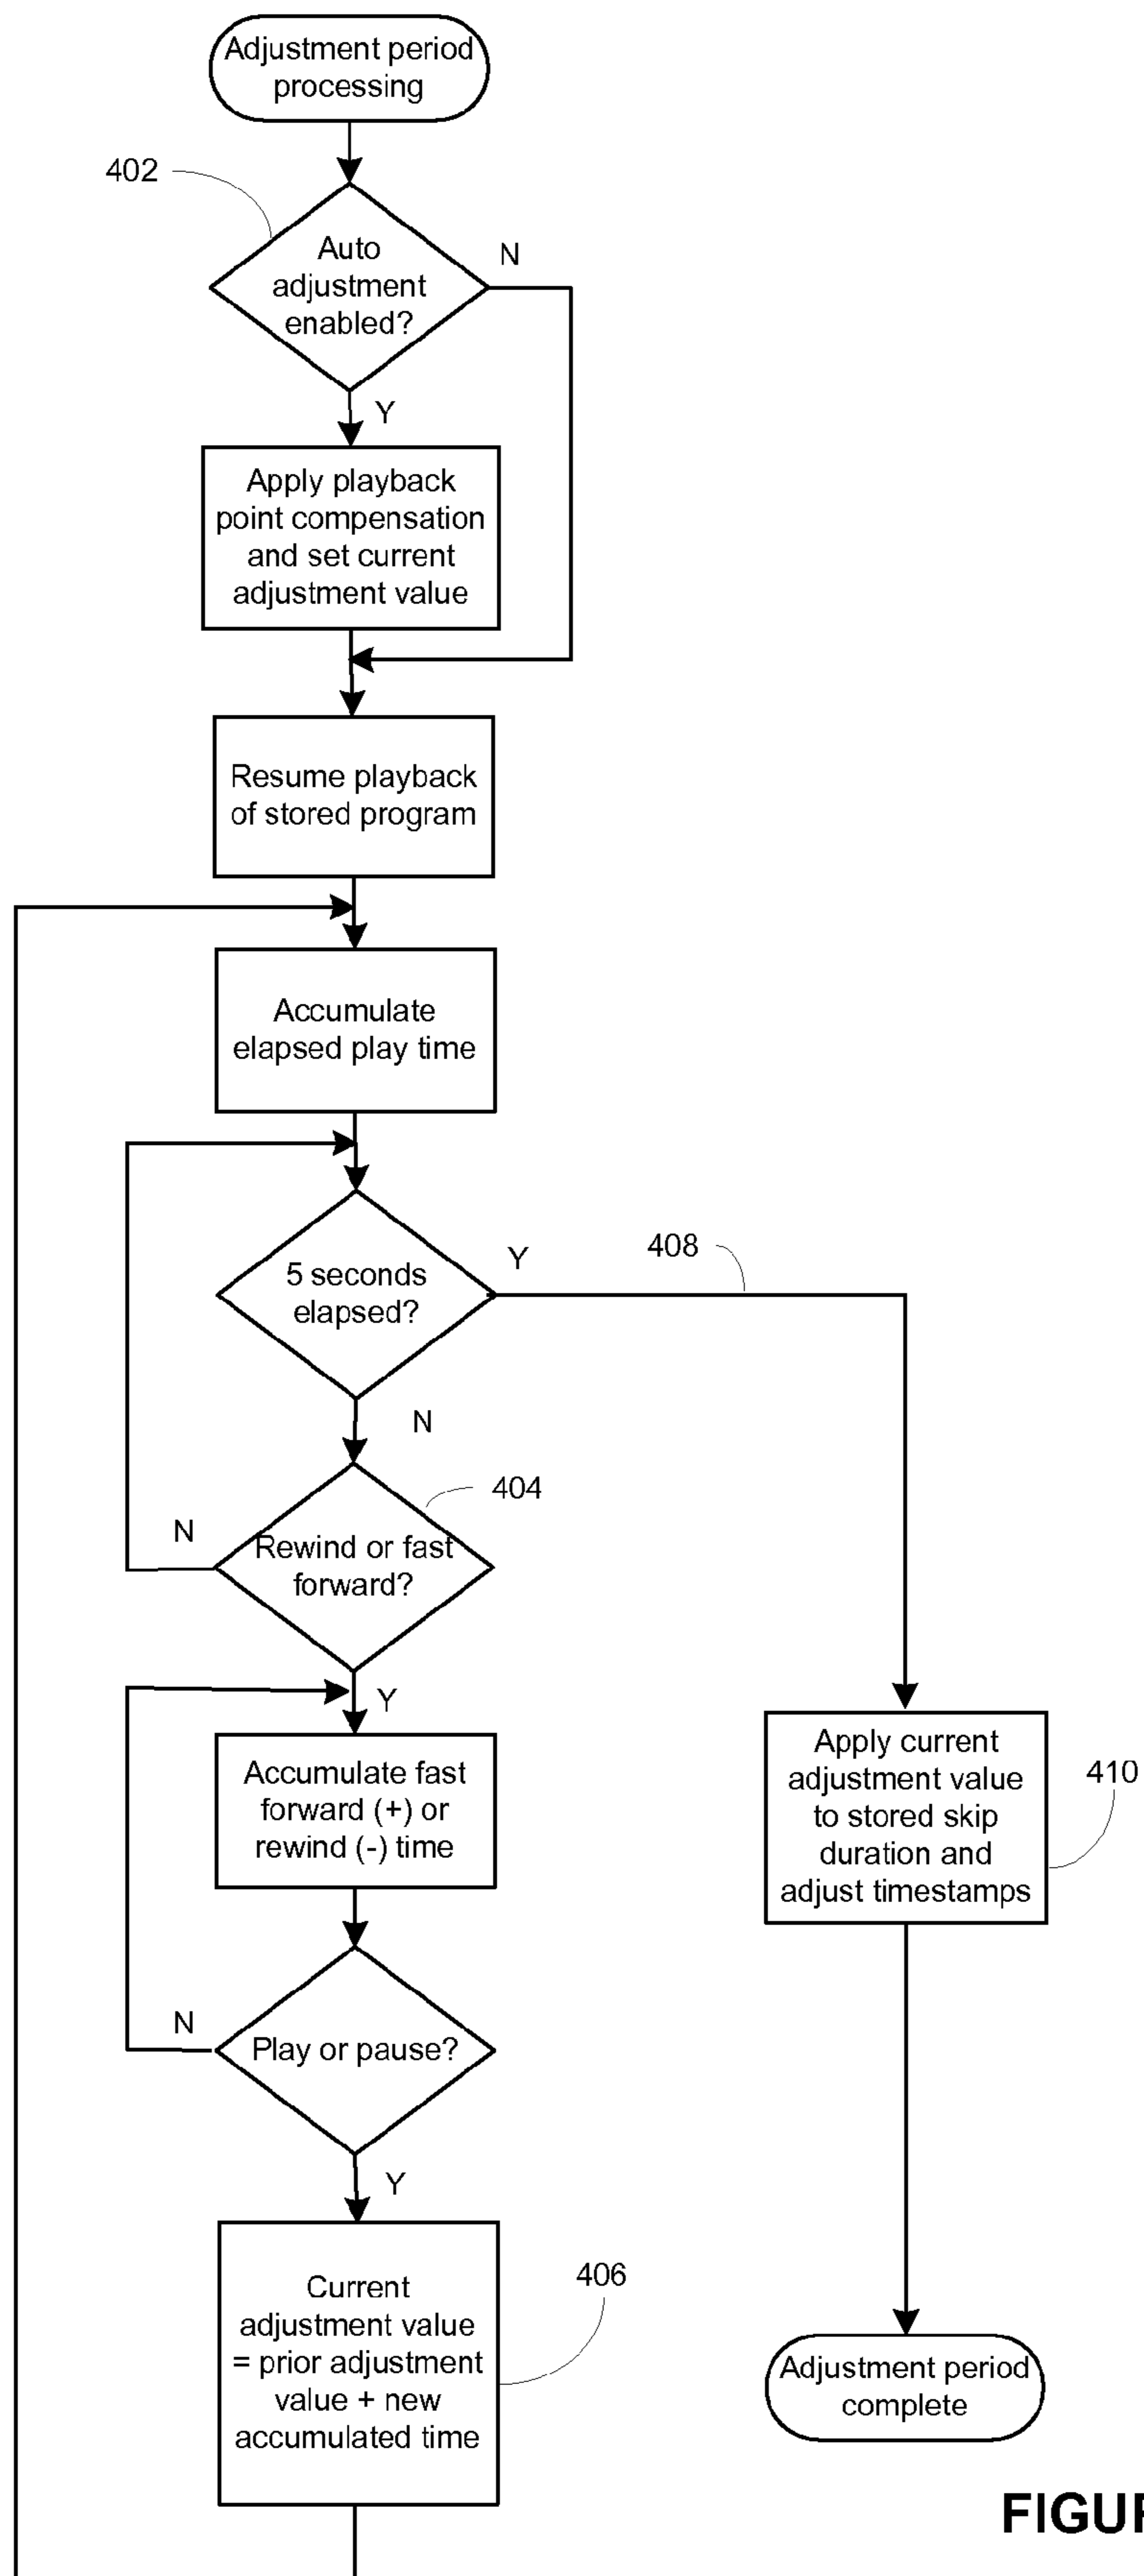 Adjustment period
processing
402
Auto
adjustment
enabled?
N
Y
Apply playback
point compensation
and set current
adjustment value
Resume playback
of stored program
Accumulate
elapsed play time
5 seconds
elapsed?
Y
408
N
404
Rewind or fast
forward?
N
Y
Accumulate fast
forward (+) or
rewind (-) time
Apply current
adjustment value
to stored skip
duration and
adjust timestamps
410
Play or pause?
N
Y
Current
adjustment value
= prior adjustment
value + new
accumulated time
406
Adjustment period
complete